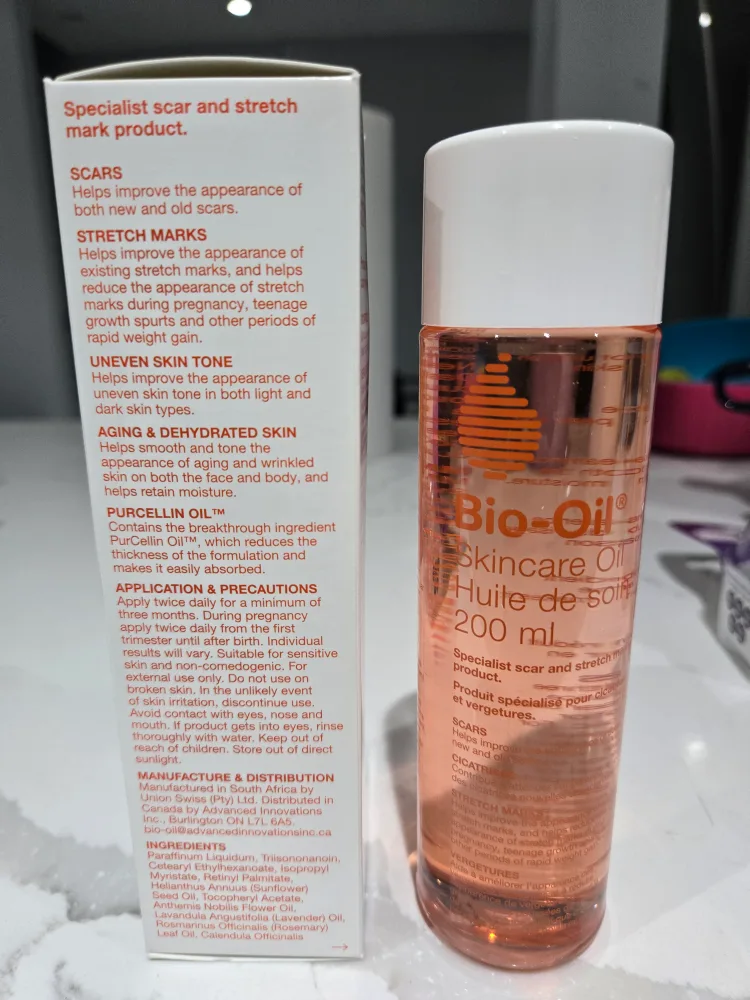 Specialist scar and stretch
mark product.
SCARS
Helps improve the appearance of
both new and old scars.
STRETCH MARKS
Helps improve the appearance of
existing stretch marks, and helps
reduce the appearance of stretch
marks during pregnancy, teenage
growth spurts and other periods of
rapid weight gain.
UNEVEN SKIN TONE
Helps improve the appearance of
uneven skin tone in both light and
dark skin types.
AGING & DEHYDRATED SKIN
Helps smooth and tone the
appearance of aging and wrinkled
skin on both the face and body, and
helps retain moisture.
PURCELLIN OIL™
Contains the breakthrough ingredient
PurCellin Oil™, which reduces the
thickness of the formulation and
makes it easily absorbed.
APPLICATION & PRECAUTIONS
Apply twice daily for a minimum of
three months. During pregnancy
apply twice daily from the first
trimester until after birth. Individual
results will vary. Suitable for sensitive
skin and non-comedogenic. For
external use only. Do not use on
broken skin. In the unlikely event
of skin irritation, discontinue use.
Avoid contact with eyes, nose and
mouth. If product gets into eyes, rinse
thoroughly with water. Keep out of
reach of children. Store out of direct
sunlight.
MANUFACTURE & DISTRIBUTION
Manufactured in South Africa by
Union Swiss (Pty) Ltd. Distributed in
Canada by Advanced Innovations
Inc., Burlington ON L7L 6A5.
bio-oil@advancedinnovationsinc.ca
INGREDIENTS
Paraffinum Liquidum, Triisononanoin,
Cetearyl Ethylhexanoate, Isopropyl
Myristate, Retinyl Palmitate,
Helianthus Annuus (Sunflower)
Seed Oil, Tocopheryl Acetate,
Anthemis Nobilis Flower Oil,
Lavandula Angustifolia (Lavender) Oil,
Rosmarinus Officinalis (Rosemary)
Leaf Oil, Calendula Officinalis
Bio-Oil®
Skincare Oil
Huile de soin
200 ml
Specialist scar and stretch
product.
Produit spécialisé pour
et vergetures.
SCARS
Helps
new and
STRETCH
VERGETURES